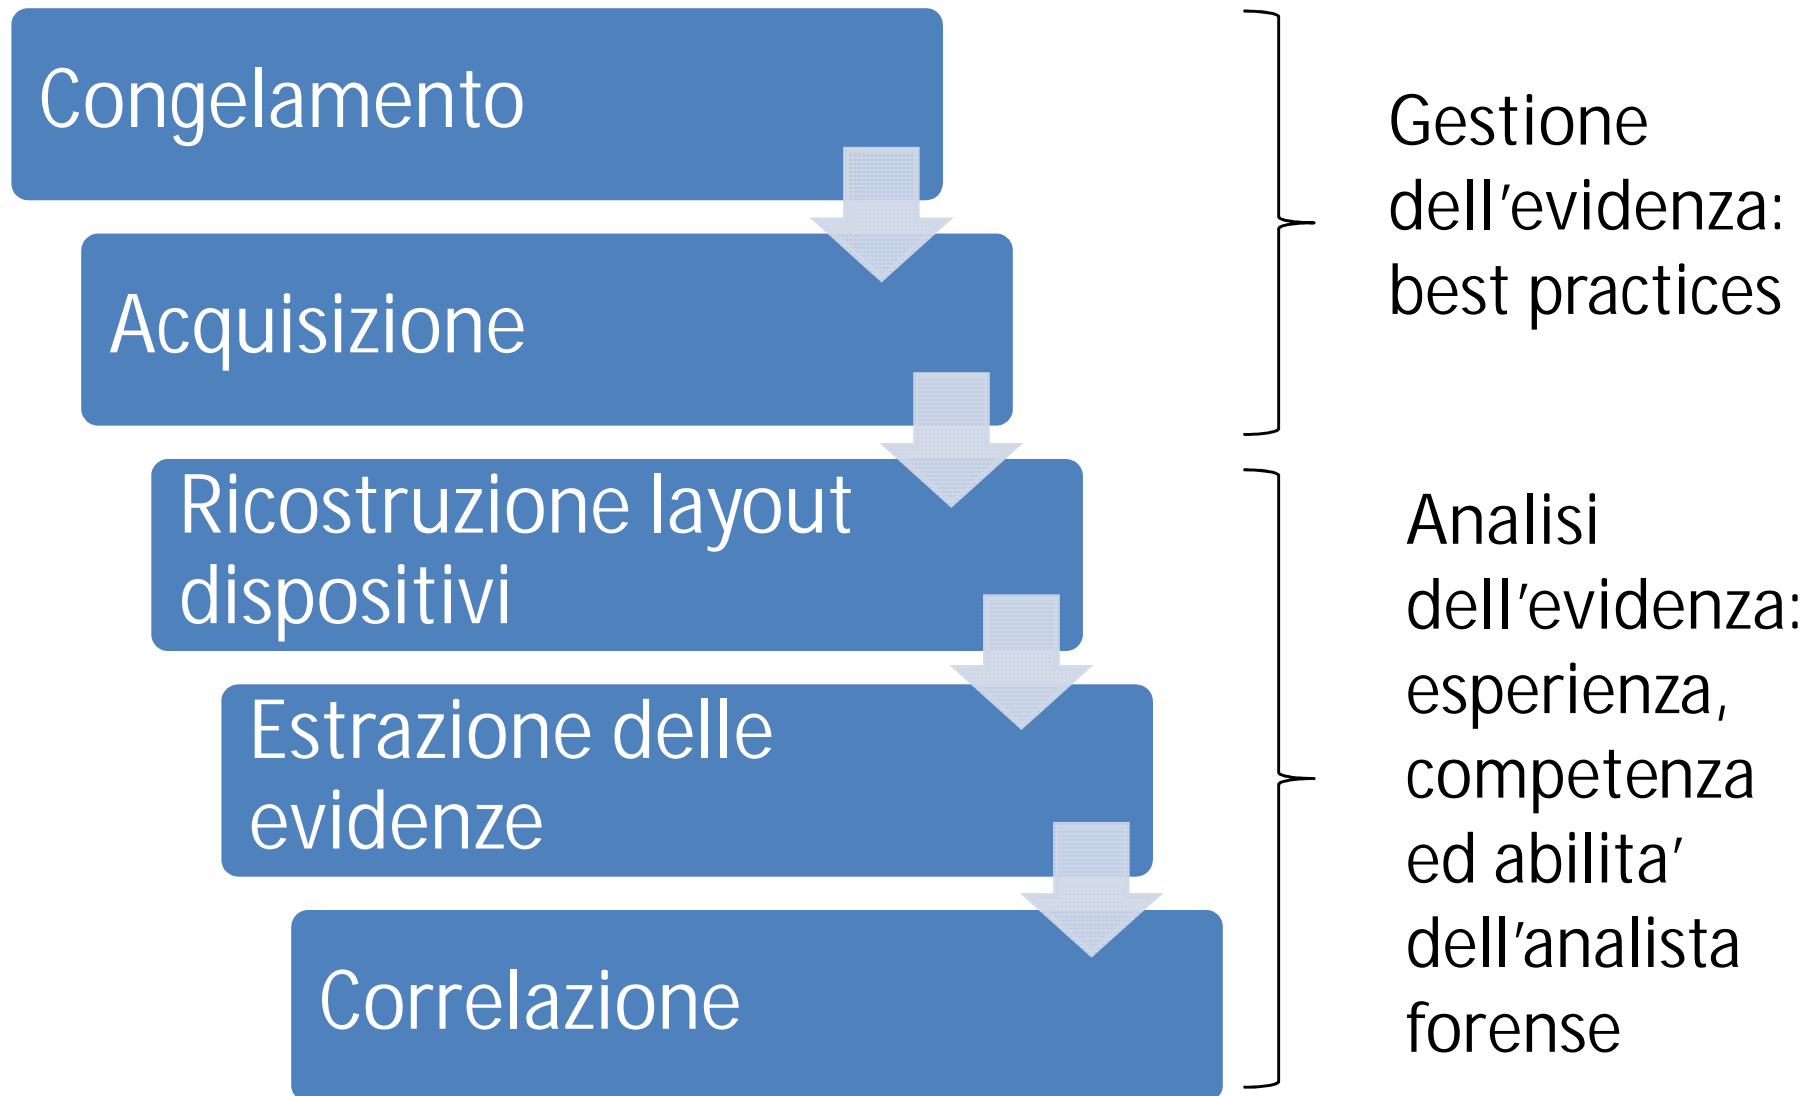 Congelamento
Acquisizione
Ricostruzione layout
dispositivi
Estrazione delle
evidenze
Correlazione
Gestione
dell’evidenza:
best practices
Analisi
dell’evidenza:
esperienza,
competenza
ed abilita’
dell’analista
forense